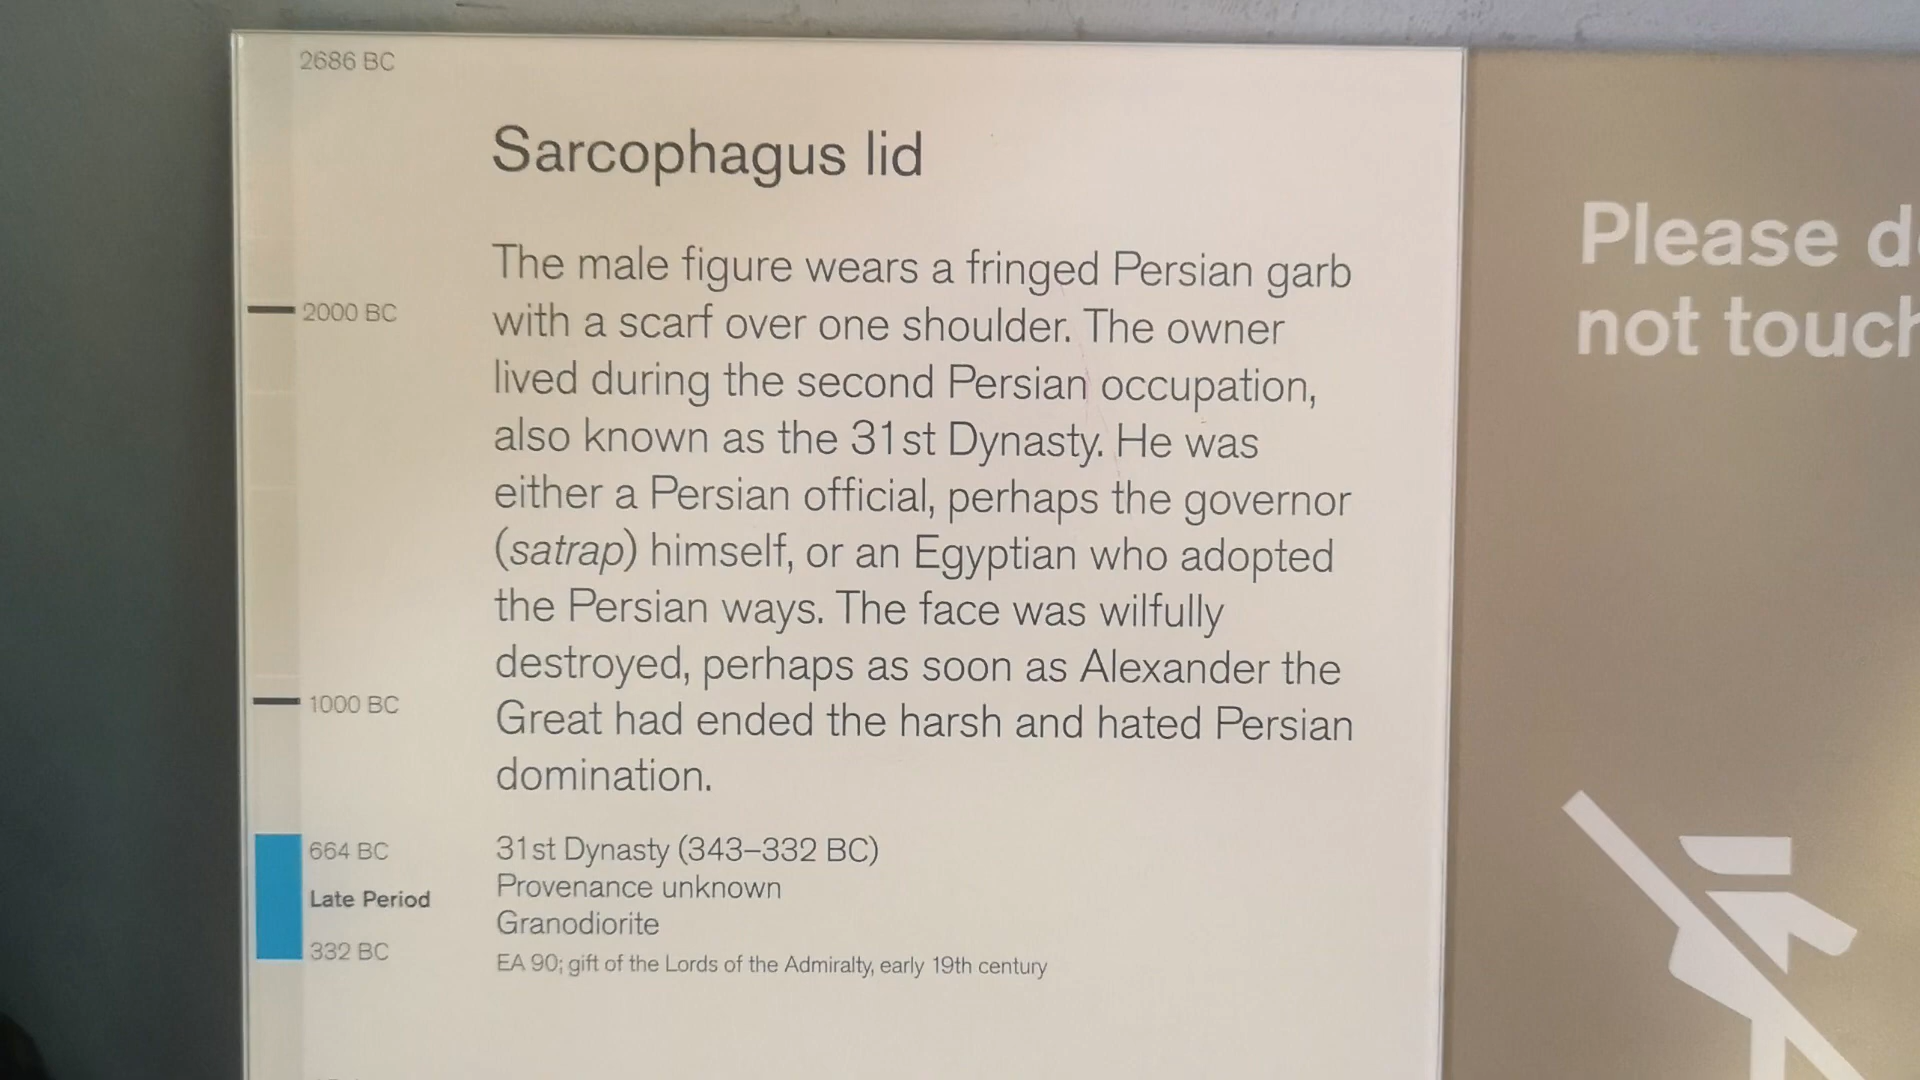 2686 BC
Sarcophagus lid
The male figure wears a fringed Persian garb
with a scarf over one shoulder. The owner
lived during the second Persian occupation,
also known as the 31st Dynasty. He was
either a Persian official, perhaps the governor
(satrap) himself, or an Egyptian who adopted
the Persian ways. The face was wilfully
destroyed, perhaps as soon as Alexander the
Great had ended the harsh and hated Persian
domination.
31st Dynasty (343–332 BC)
Provenance unknown
Granodiorite
EA 90; gift of the Lords of the Admiralty, early 19th century
2000 BC
1000 BC
664 BC
Late Period
332 BC
Please
not touch